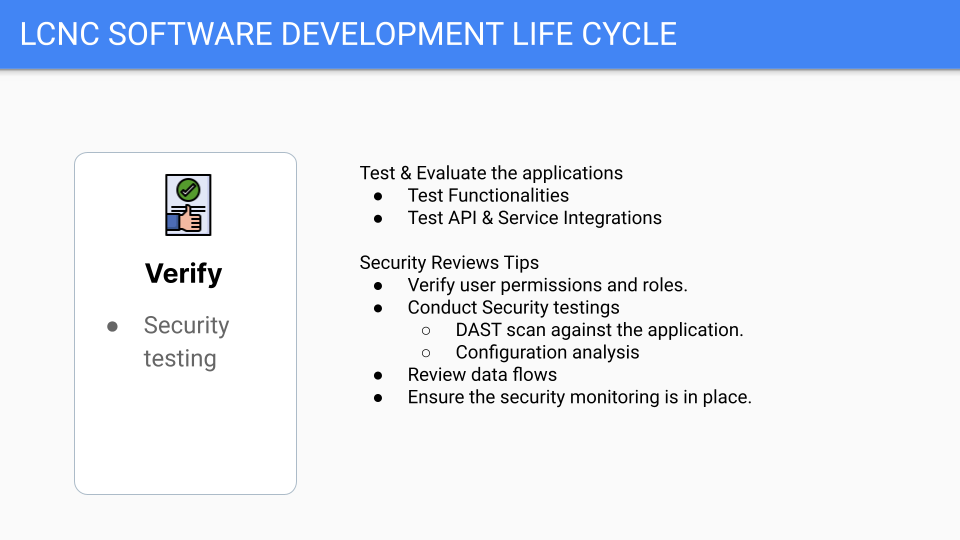 LCNC SOFTWARE DEVELOPMENT LIFE CYCLE
Verify
● Security
testing
Test & Evaluate the applications
● Test Functionalities
● Test API & Service Integrations
Security Reviews Tips
● Verify user permissions and roles.
● Conduct Security testings
○ DAST scan against the application.
○ Configuration analysis
● Review data flows
● Ensure the security monitoring is in place.